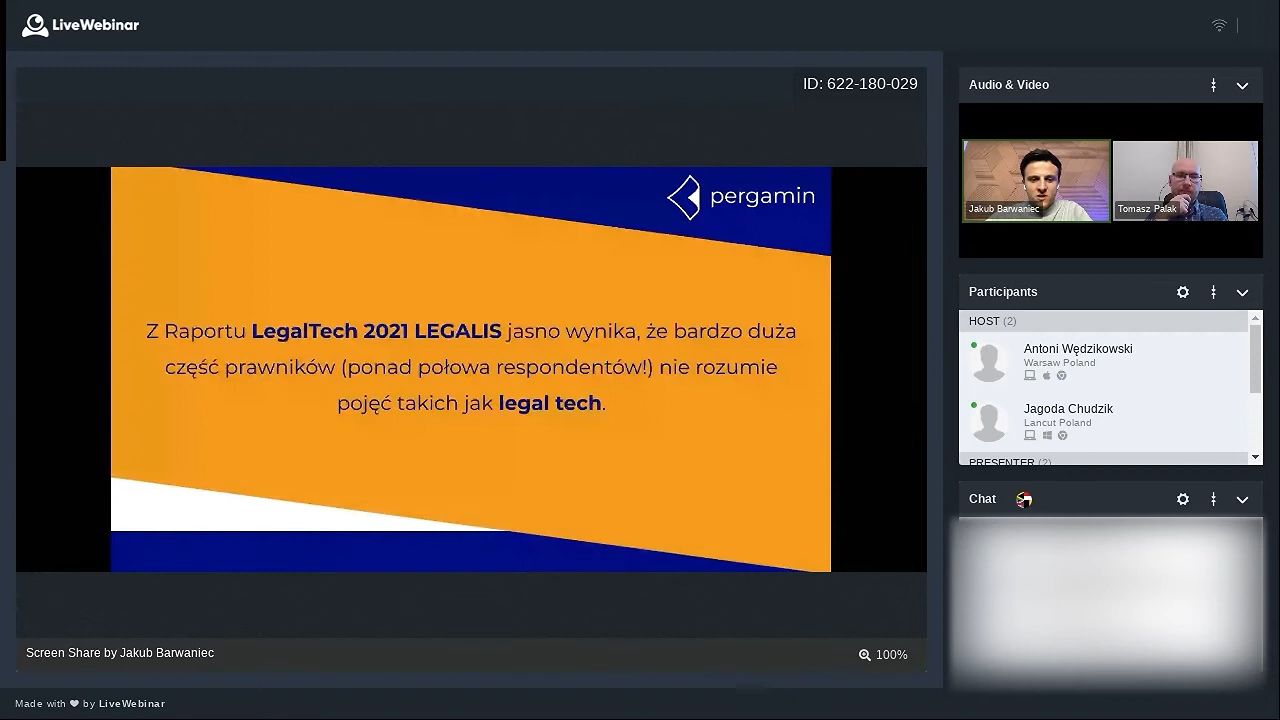 LiveWebinar
ID: 622-180-029
pergamin
Z Raportu LegalTech 2021 LEGALIS jasno wynika, że bardzo duża
część prawników (ponad połowa respondentów!) nie rozumie
pojęć takich jak legal tech.
Screen Share by Jakub Barwaniec
100%
Made with ❤ by LiveWebinar
Audio & Video
Jakub Barwaniec
Tomasz Palak
Participants
HOST (2)
Antoni Wędzikowski
Warsaw Poland
Jagoda Chudzik
Lancut Poland
PRESENTER (2)
Chat